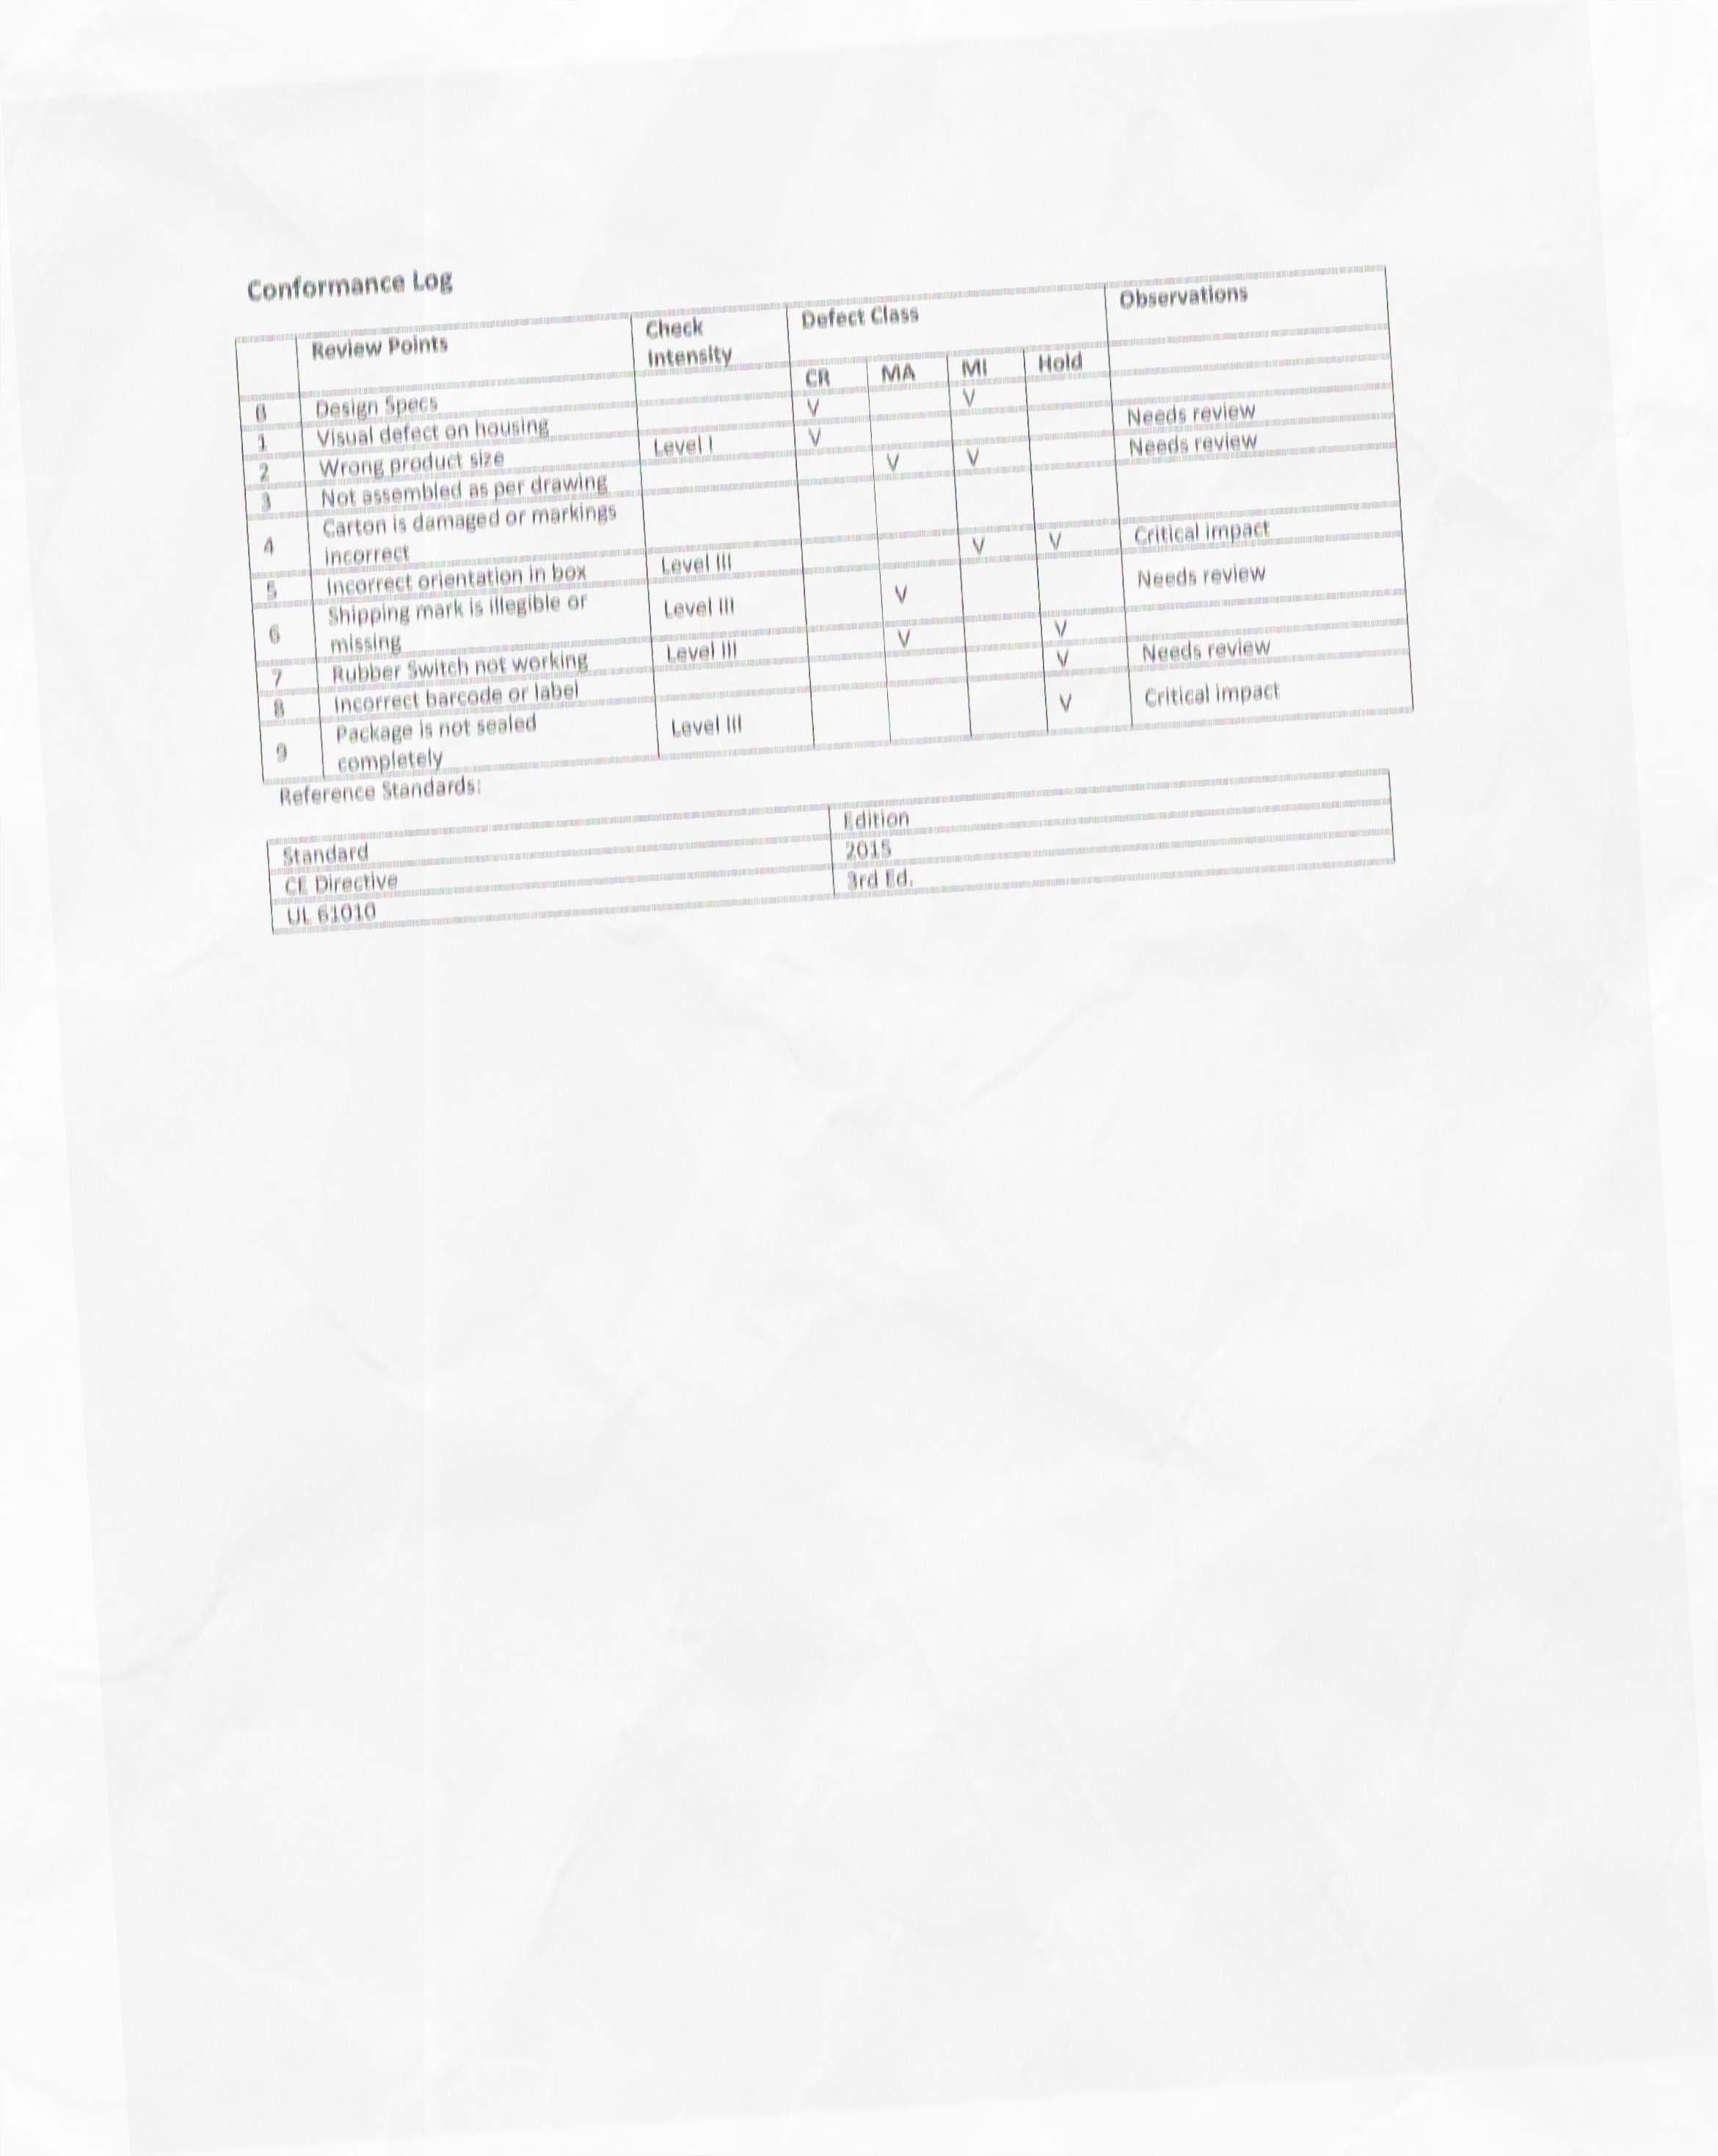 Conformance Log
Review Points Check Intensity Defect Class Observations
0 Design Specs CR MA MI Hold
1 Visual defect on housing V V
2 Wrong product size Level I V Needs review
3 Not assembled as per drawing V V Needs review
4 Carton is damaged or markings
incorrect
5 Incorrect orientation in box Level III V V Critical impact
6 Shipping mark is illegible or
missing Level III V Needs review
7 Rubber Switch not working Level III V V
8 Incorrect barcode or label V Needs review
9 Package is not sealed
completely Level III V Critical impact
Reference Standards:
Standard Edition
CE Directive 2015
UL 61010 3rd Ed.